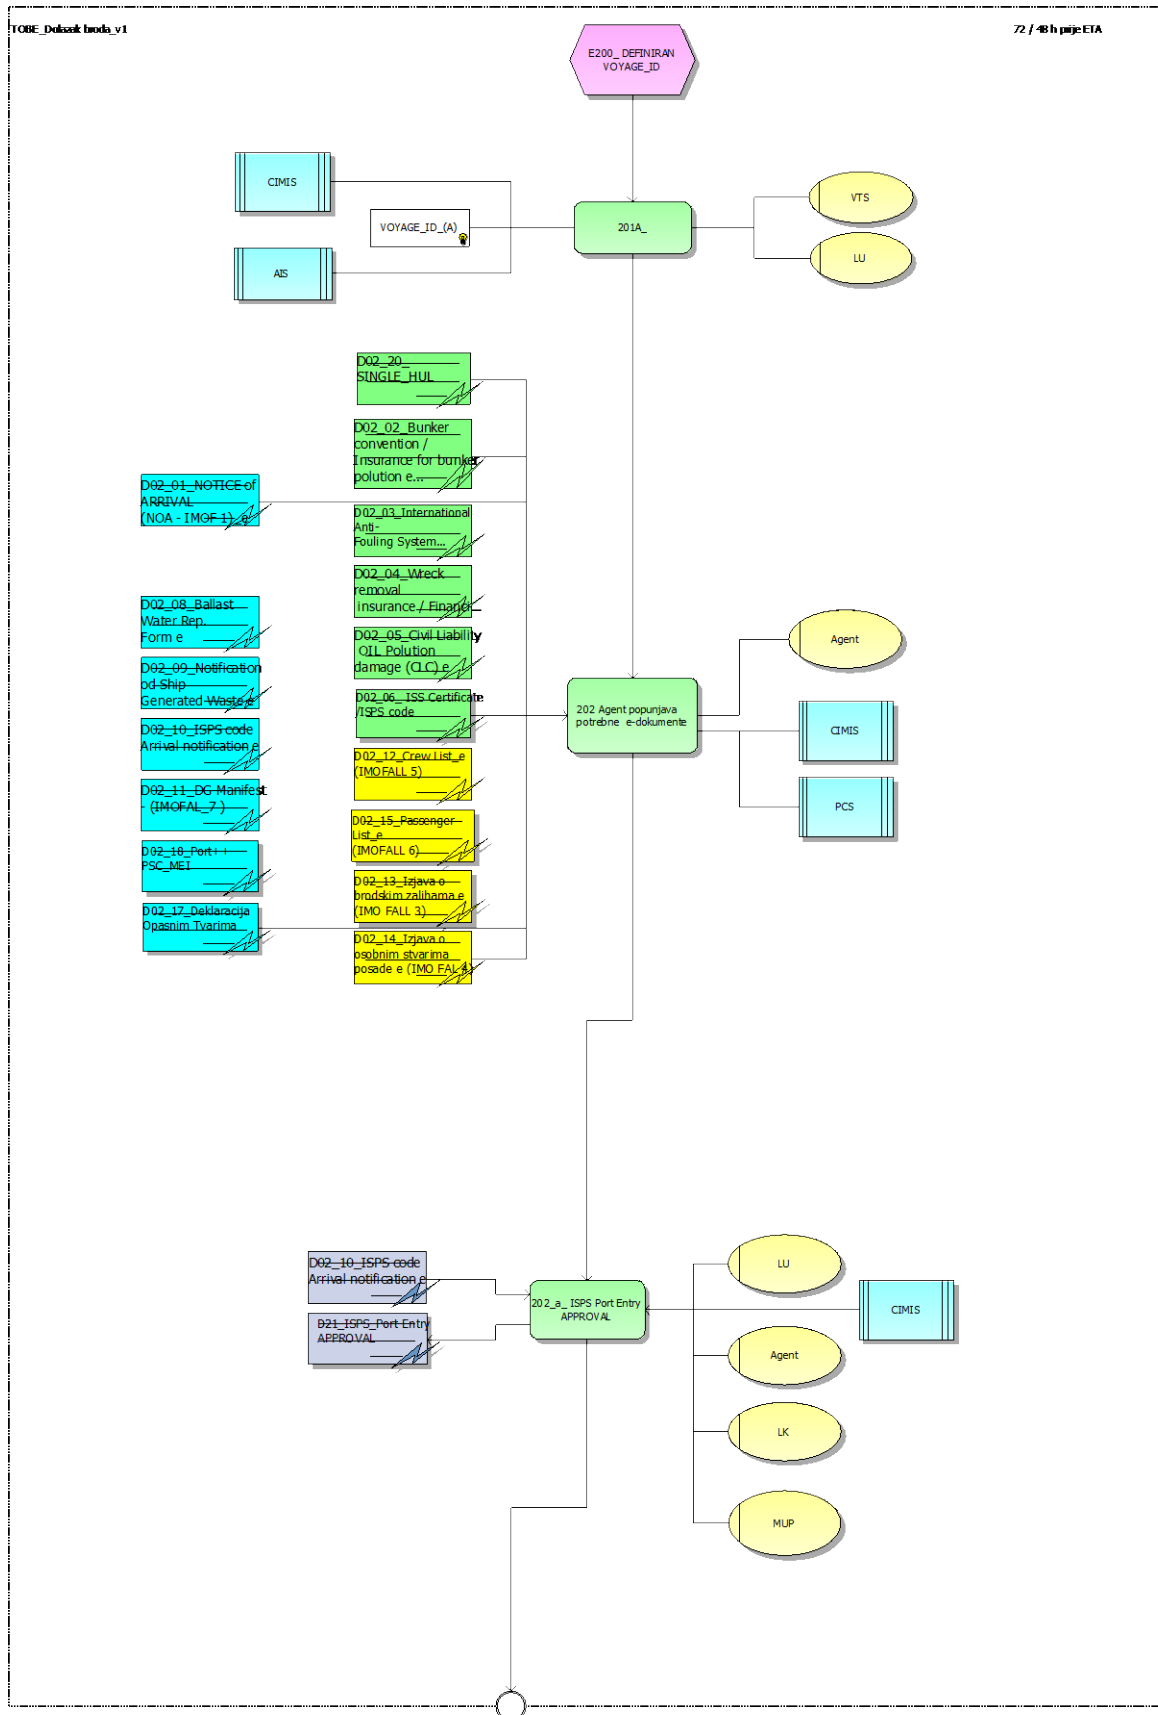 TOBE_Dolazak broda_v1
72 / 48 h prije ETA
E200_ DEFINIRAN
VOYAGE_ID
CIMIS
VOYAGE_ID_(A)
AIS
201A_
VTS
LU
D02_20_
SINGLE_HUL
D02_02_Bunker
convention /
Insurance for bunker
polution e...
D02_01_NOTICE of
ARRIVAL
(NOA - IMOF 1)_e
D02_03_International
Anti-
Fouling System...
D02_04_Wreck
removal
insurance / Financi...
D02_08_Ballast
Water Rep.
Form e
D02_05_Civil Liability
OIL Polution
damage (CLC) e
D02_09_Notification
od Ship
Generated Waste e
D02_06_ ISS Certificate
/ISPS code
D02_10_ISPS code
Arrival notification e
D02_12_Crew List_e
(IMOFALL 5)
D02_11_DG Manifest
- (IMOFAL_7 )
D02_15_Passenger
List_e
(IMOFALL 6)
D02_18_Port++
PSC_MEI
D02_13_Izjava o
brodskim zalihama e
(IMO FALL 3)
D02_17_Deklaracija
Opasnim Tvarima
D02_14_Izjava o
osobnim stvarima
posade e (IMO FAL 4)
202 Agent popunjava
potrebne e-dokumente
Agent
CIMIS
PCS
D02_10_ISPS code
Arrival notification e
D21_ISPS_Port Entry
APPROVAL
202_a_ ISPS Port Entry
APPROVAL
LU
CIMIS
Agent
LK
MUP